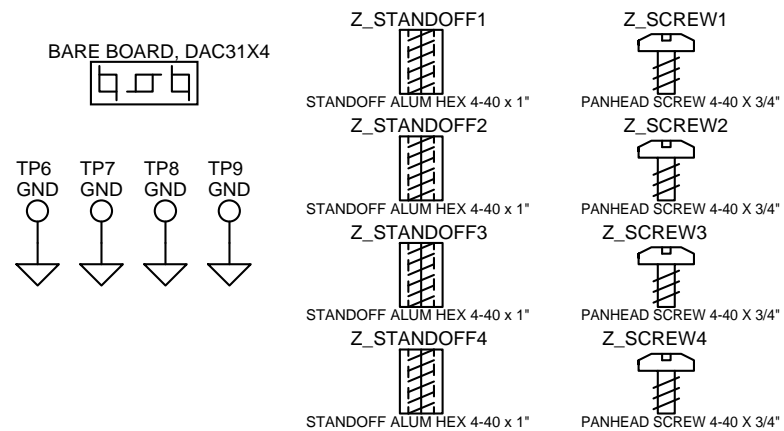 BARE BOARD, DAC31X4
TP6
GND
TP7
GND
TP8
GND
TP9
GND
Z_STANDOFF1
STANDOFF ALUM HEX 4-40 x 1"
Z_STANDOFF2
STANDOFF ALUM HEX 4-40 x 1"
Z_STANDOFF3
STANDOFF ALUM HEX 4-40 x 1"
Z_STANDOFF4
STANDOFF ALUM HEX 4-40 x 1"
Z_SCREW1
PANHEAD SCREW 4-40 X 3/4"
Z_SCREW2
PANHEAD SCREW 4-40 X 3/4"
Z_SCREW3
PANHEAD SCREW 4-40 X 3/4"
Z_SCREW4
PANHEAD SCREW 4-40 X 3/4"